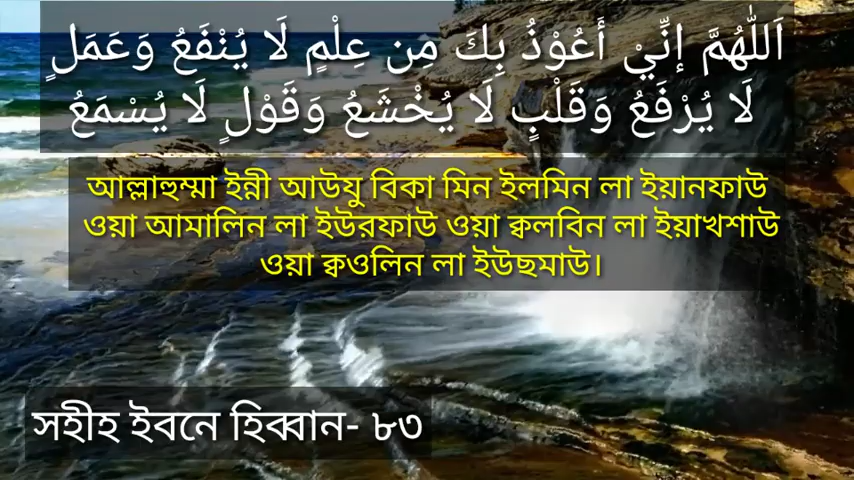 اَللّٰهُمَّ إنِّيْ أَعُوْذُ بِكَ مِن عِلْمٍ لَا يُنْفَعُ وَعَمَلٍ
لَا يُرْفَعُ وَقَلْبٍ لَا يُخْشَعُ وَقَوْلٍ لَا يُسْمَعُ
আল্লাহুম্মা ইন্নী আউযু বিকা মিন ইলমিন লা ইয়ানফাউ
ওয়া আমালিন লা ইউরফাউ ওয়া ক্বলবিন লা ইয়াখশাউ
ওয়া ক্বওলিন লা ইউছমাউ।
সহীহ ইবনে হিব্বান- ৮৩